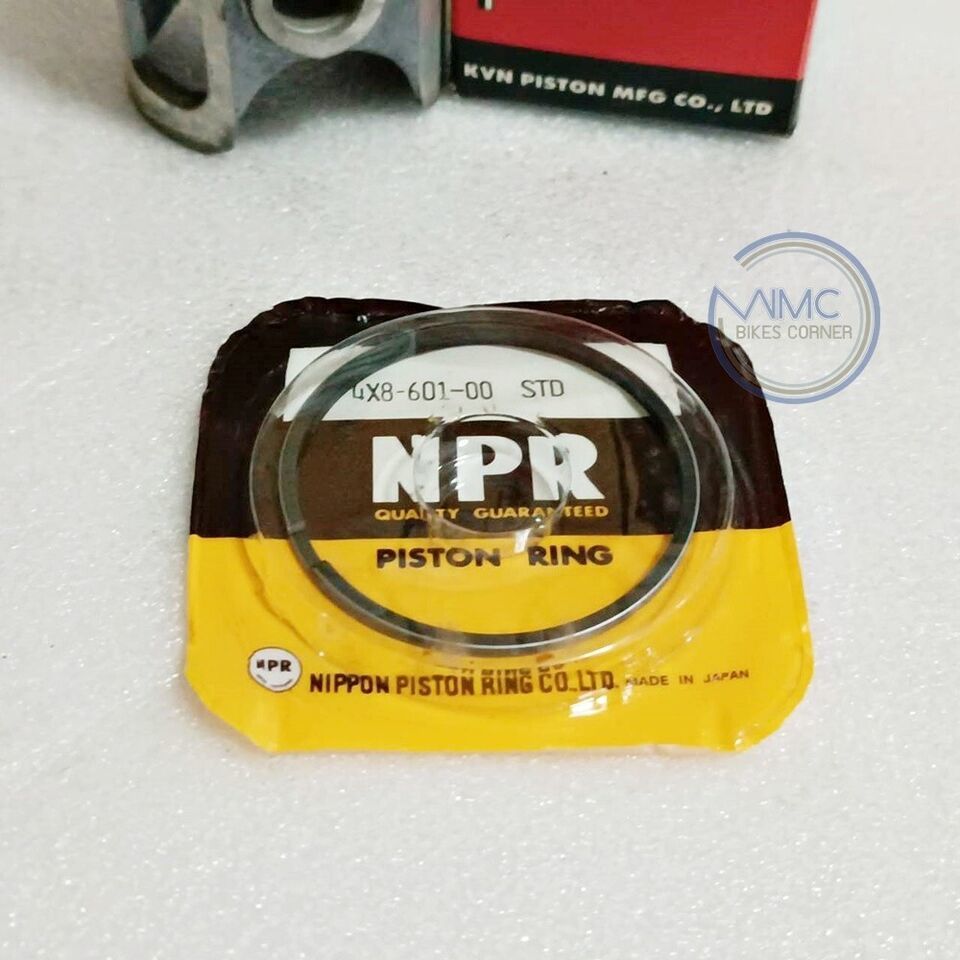 KVN PISTON MFG CO., LTD
MIMC
BIKES CORNER
4X8-601-00 STD
NPR
QUALITY GUARANTEED
PISTON RING
NPR
NIPPON PISTON RING CO.,LTD. MADE IN JAPAN